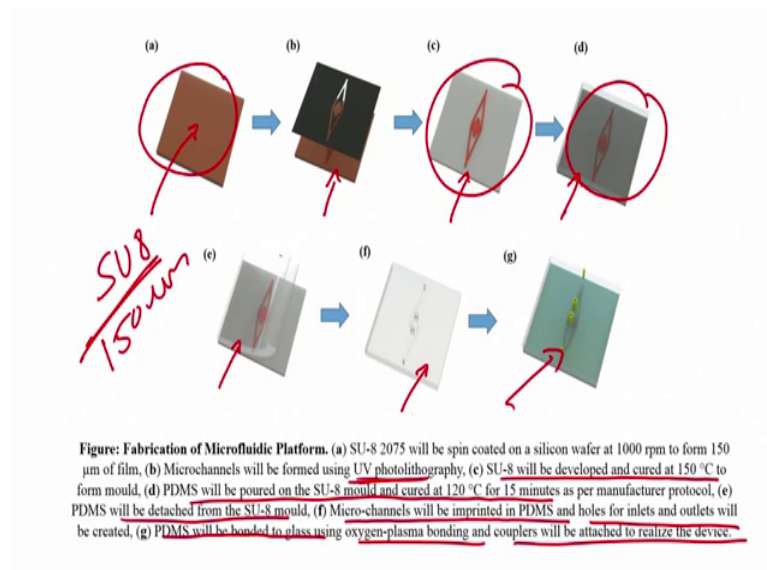 (a)
(b)
(c)
(d)
SU8
150 um
(e)
(f)
(g)
Figure: Fabrication of Microfluidic Platform. (a) SU-8 2075 will be spin coated on a silicon wafer at 1000 rpm to form 150
μm of film, (b) Microchannels will be formed using UV photolithography, (c) SU-8 will be developed and cured at 150 °C to
form mould, (d) PDMS will be poured on the SU-8 mould and cured at 120 °C for 15 minutes as per manufacturer protocol, (e)
PDMS will be detached from the SU-8 mould, (f) Micro-channels will be imprinted in PDMS and holes for inlets and outlets will
be created, (g) PDMS will be bonded to glass using oxygen-plasma bonding and couplers will be attached to realize the device.